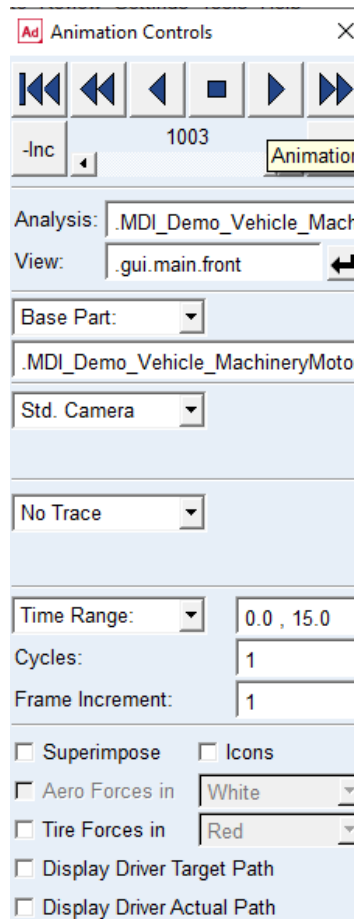 Ad Animation Controls
-Inc
1003
Animation
Analysis: .MDI_Demo_Vehicle_Mach
View: .gui.main.front
Base Part:
.MDI_Demo_Vehicle_MachineryMoto
Std. Camera
No Trace
Time Range: 0.0 , 15.0
Cycles: 1
Frame Increment: 1
Superimpose Icons
Aero Forces in White
Tire Forces in Red
Display Driver Target Path
Display Driver Actual Path